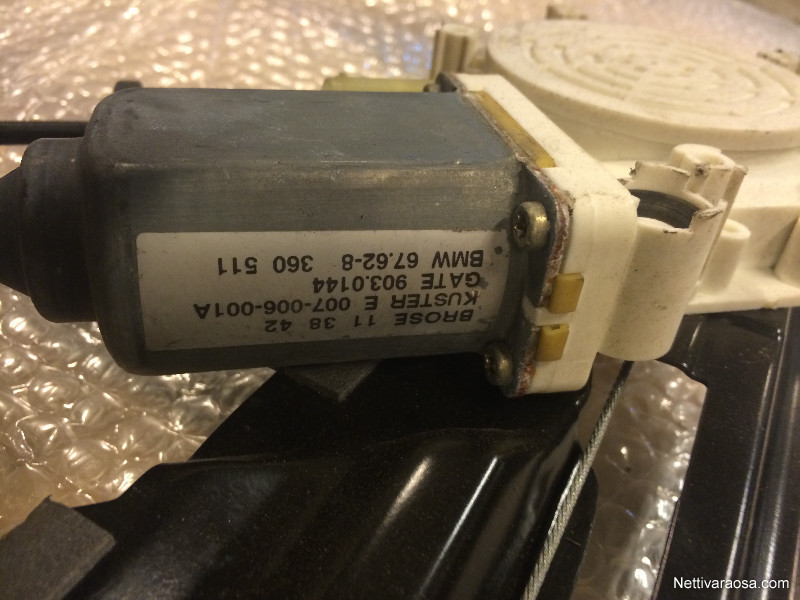 BROSE 11 38 42
KUSTER E 007-006-001A
GATE 903.0144
BMW 67.62-8 360 511
Nettivaraosa.com